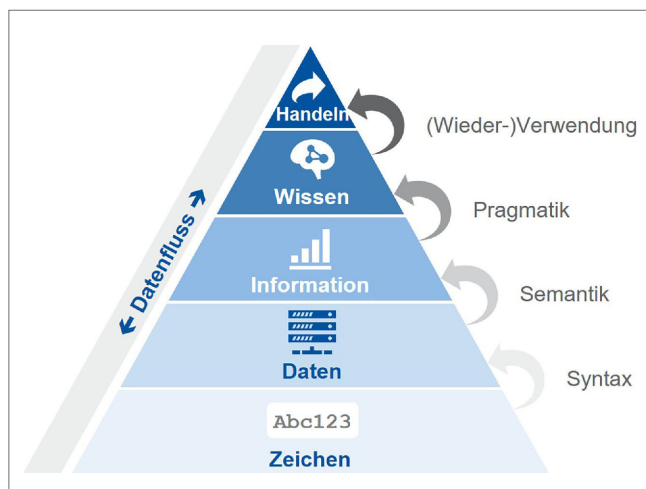 Handeln
(Wieder-)Verwendung
Wissen
Pragmatik
← Datenfluss →
Information
Semantik
Daten
Syntax
Abc123
Zeichen